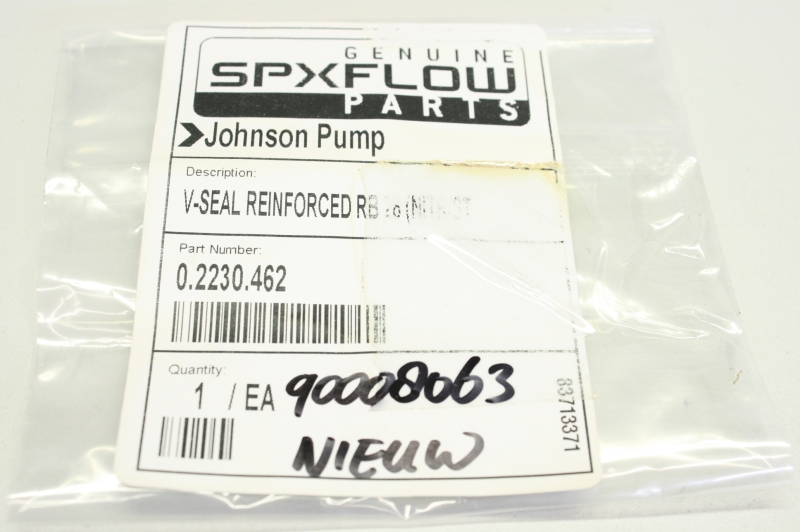 GENUINE
SPXFLOW
PARTS
Johnson Pump
Description:
V-SEAL REINFORCED RB
Part Number:
0.2230.462
Quantity:
1 / EA 90008063
83713371
NIEUW